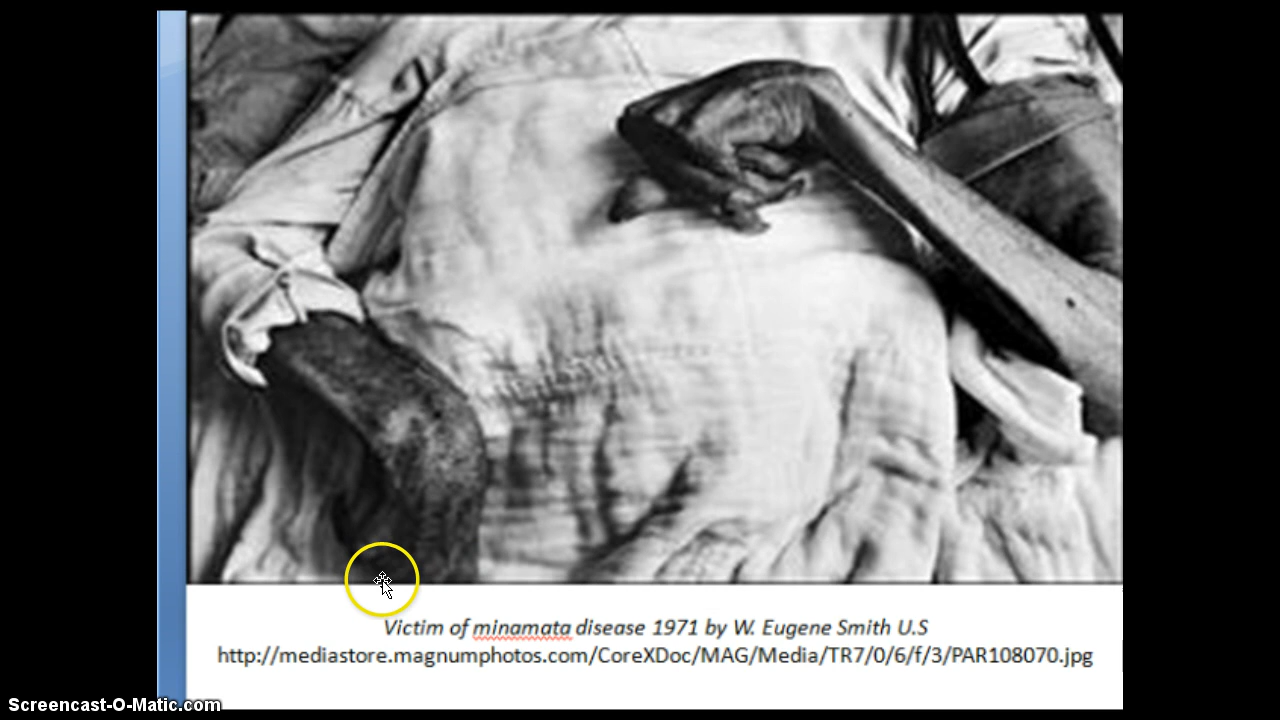 Victim of minamata disease 1971 by W. Eugene Smith U.S
http://mediastore.magnumphotos.com/CoreXDoc/MAG/Media/TR7/0/6/f/3/PAR108070.jpg
Screencast-O-Matic.com